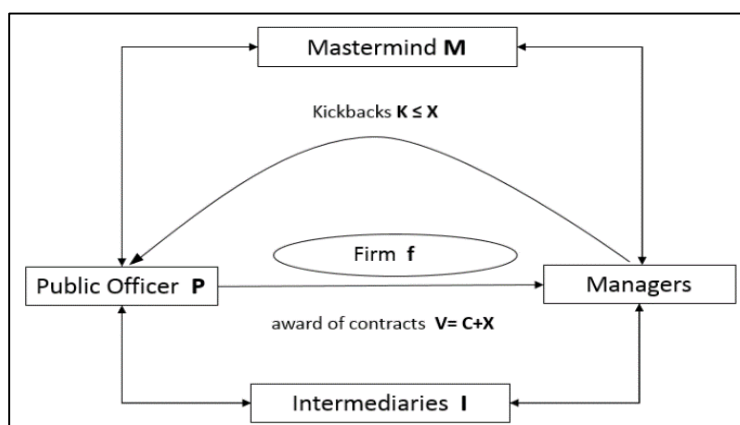 Mastermind M
Kickbacks K ≤ X
Firm f
Public Officer P
Managers
award of contracts V= C+X
Intermediaries I